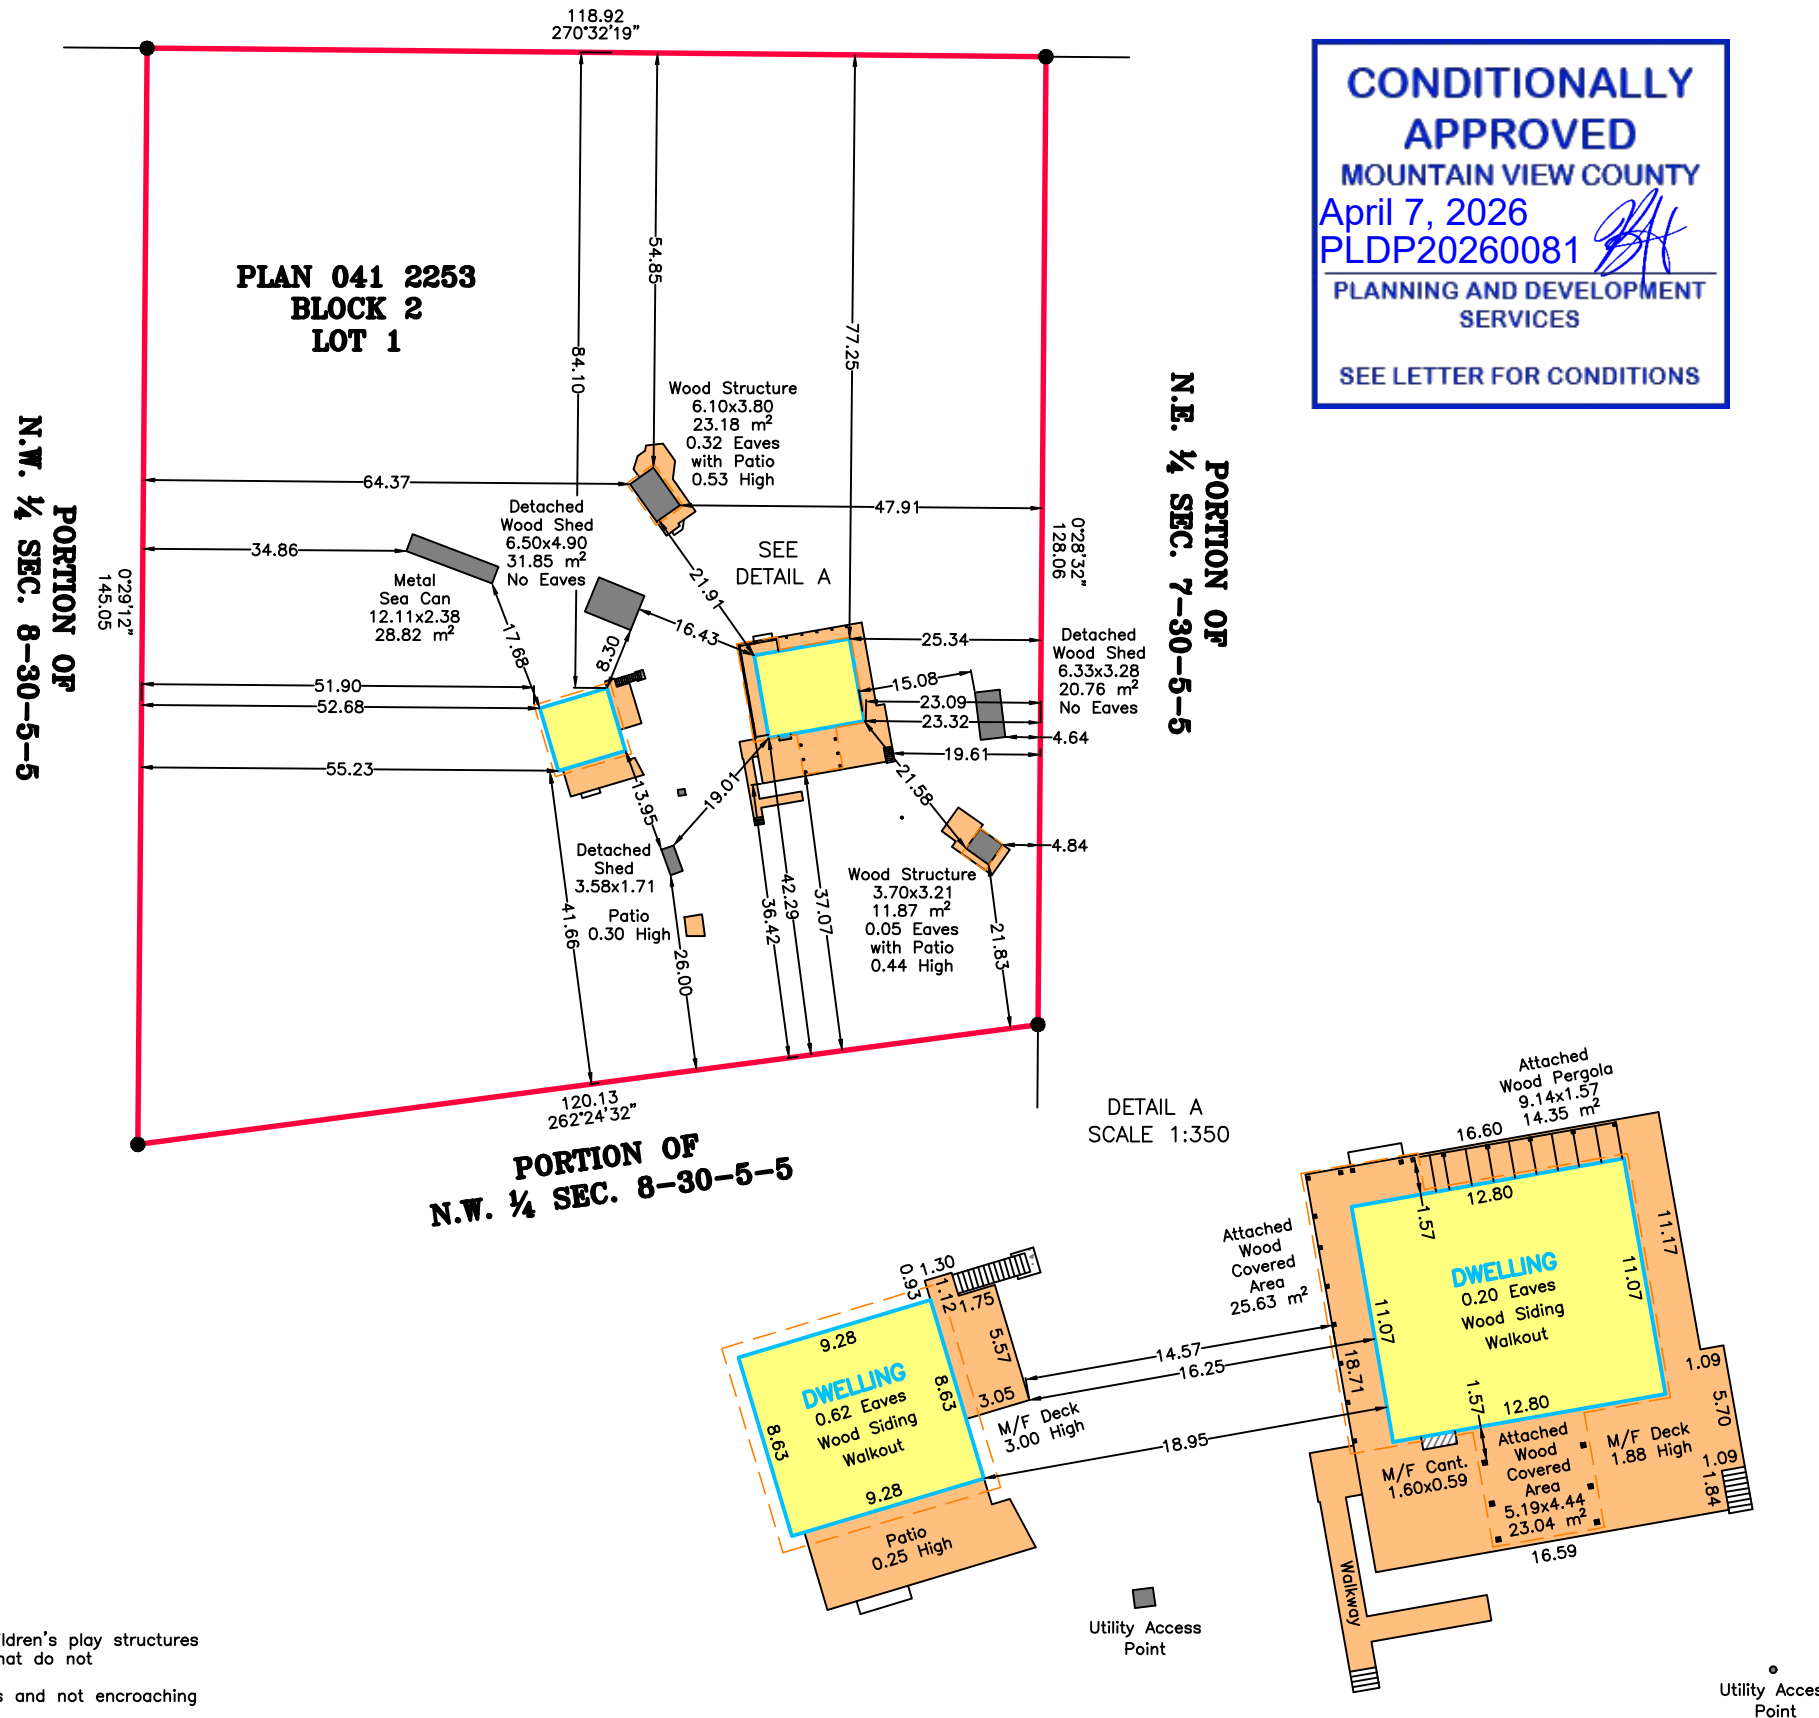 118.92
270°32'19"
CONDITIONALLY
APPROVED
MOUNTAIN VIEW COUNTY
April 7, 2026
PLDP20260081
PLANNING AND DEVELOPMENT
SERVICES
SEE LETTER FOR CONDITIONS
PLAN 041 2253
BLOCK 2
LOT 1
54.85
77.25
84.10
Wood Structure
6.10x3.80
23.18 m²
0.32 Eaves
with Patio
0.53 High
64.37
47.91
Detached
Wood Shed
6.50x4.90
31.85 m²
No Eaves
34.86
Metal
Sea Can
12.11x2.38
28.82 m²
SEE
DETAIL A
21.91
16.43
17.68
8.30
25.34
15.08
23.09
23.32
19.61
4.64
Detached
Wood Shed
6.33x3.28
20.76 m²
No Eaves
51.90
52.68
55.23
13.95
19.01
21.58
4.84
Detached
Shed
3.58x1.71
Patio
0.30 High
Wood Structure
3.70x3.21
11.87 m²
0.05 Eaves
with Patio
0.44 High
41.66
26.00
36.42
42.29
37.07
21.83
PORTION OF
N.W. ¼ SEC. 8-30-5-5
0°29'12"
145.05
0°28'32"
128.06
PORTION OF
N.E. ¼ SEC. 7-30-5-5
120.13
262°24'32"
PORTION OF
N.W. ¼ SEC. 8-30-5-5
DETAIL A
SCALE 1:350
Attached
Wood Pergola
9.14x1.57
14.35 m²
16.60
12.80
1.57
11.17
Attached
Wood
Covered
Area
25.63 m²
DWELLING
0.20 Eaves
Wood Siding
Walkout
11.07
11.07
18.71
1.57
12.80
1.09
5.70
1.09
1.84
M/F Cant.
1.60x0.59
Attached
Wood
Covered
Area
5.19x4.44
23.04 m²
M/F Deck
1.88 High
16.59
Walkway
0.93
1.30
1.12
1.75
5.57
3.05
9.28
DWELLING
0.62 Eaves
Wood Siding
Walkout
8.63
8.63
9.28
M/F Deck
3.00 High
14.57
16.25
18.95
Patio
0.25 High
Utility Access
Point
Utility Acces
Point
ldren's play structures
hat do not
s and not encroaching